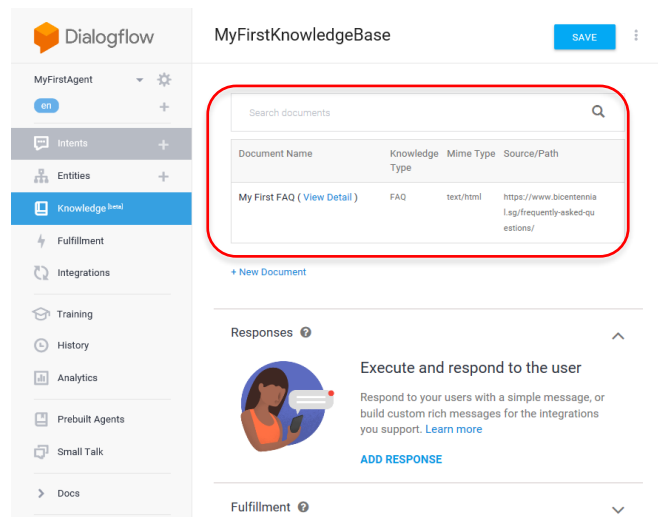 Dialogflow
MyFirstAgent
en
Intents
Entities
Knowledge [beta]
Fulfillment
Integrations
Training
History
Analytics
Prebuilt Agents
Small Talk
Docs
MyFirstKnowledgeBase
SAVE
Search documents
Document Name Knowledge Type Mime Type Source/Path
My First FAQ ( View Detail ) FAQ text/html https://www.bicentennia
l.sg/frequently-asked-qu
estions/
+ New Document
Responses
Execute and respond to the user
Respond to your users with a simple message, or
build custom rich messages for the integrations
you support. Learn more
ADD RESPONSE
Fulfillment